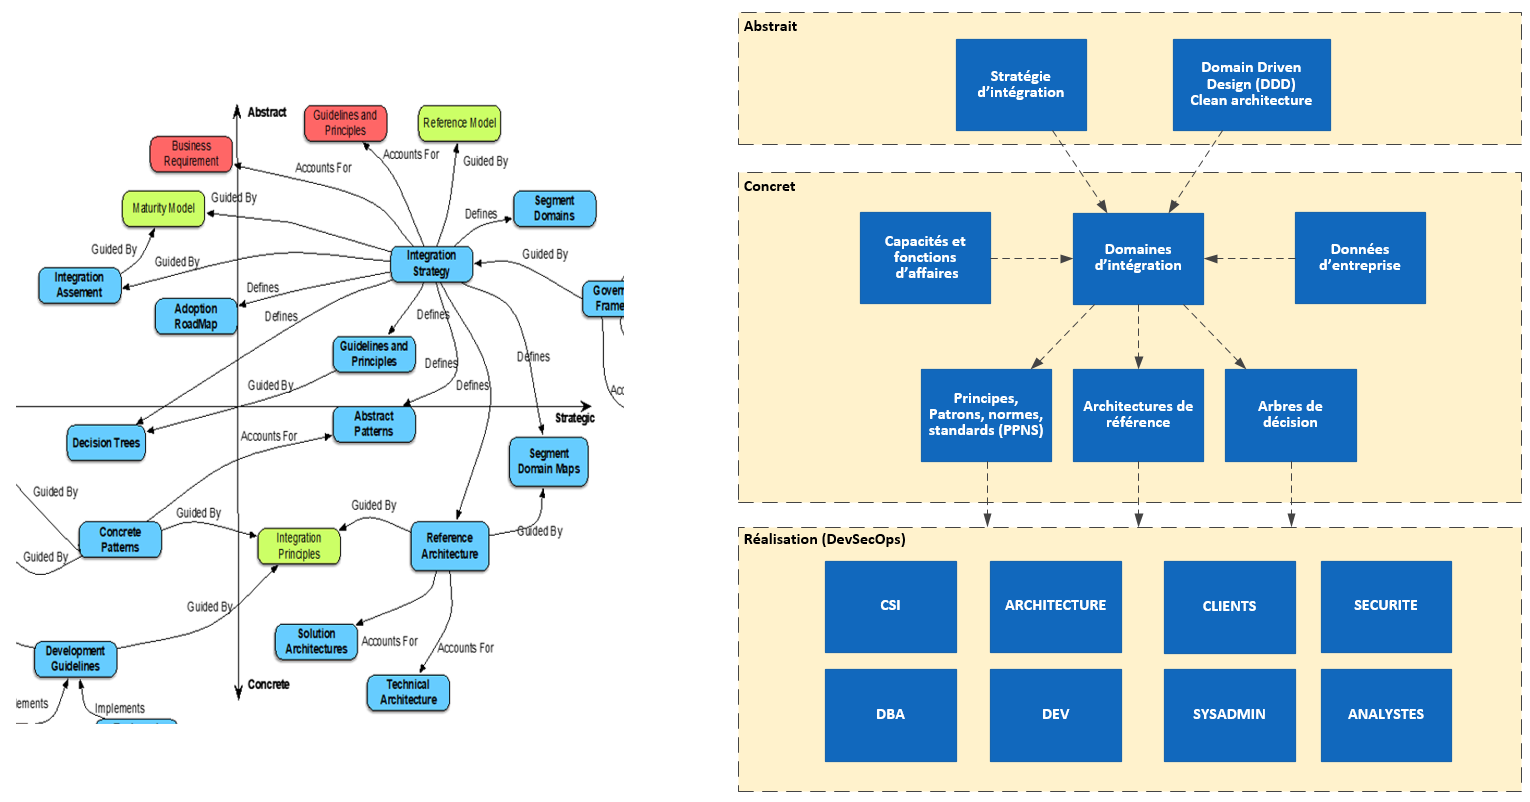 Abstract
Guidelines and
Principles
Reference Model
Business
Requirement
Accounts For
Accounts For
Guided By
Maturity Model
Guided By
Segment
Domains
Defines
Guided By
Guided By
Integration
Strategy
Guided By
Integration
Assement
Defines
Adoption
RoadMap
Defines
Defines
Guidelines and
Principles
Defines
Defines
Defines
Guided By
Strategic
Abstract
Patterns
Accounts For
Decision Trees
Segment
Domain Maps
Guided By
Guided By
Guided By
Guided By
Guided By
Concrete
Patterns
Integration
Principles
Reference
Architecture
Guided By
Solution
Architectures
Accounts For
Accounts For
Development
Guidelines
Concrete
Technical
Architecture
Implements
Abstrait
Stratégie
d'intégration
Domain Driven
Design (DDD)
Clean architecture
Concret
Capacités et
fonctions
d'affaires
Domaines
d'intégration
Données
d'entreprise
Principes,
Patrons, normes,
standards (PPNS)
Architectures de
référence
Arbres de
décision
Réalisation (DevSecOps)
CSI
ARCHITECTURE
CLIENTS
SECURITE
DBA
DEV
SYSADMIN
ANALYSTES